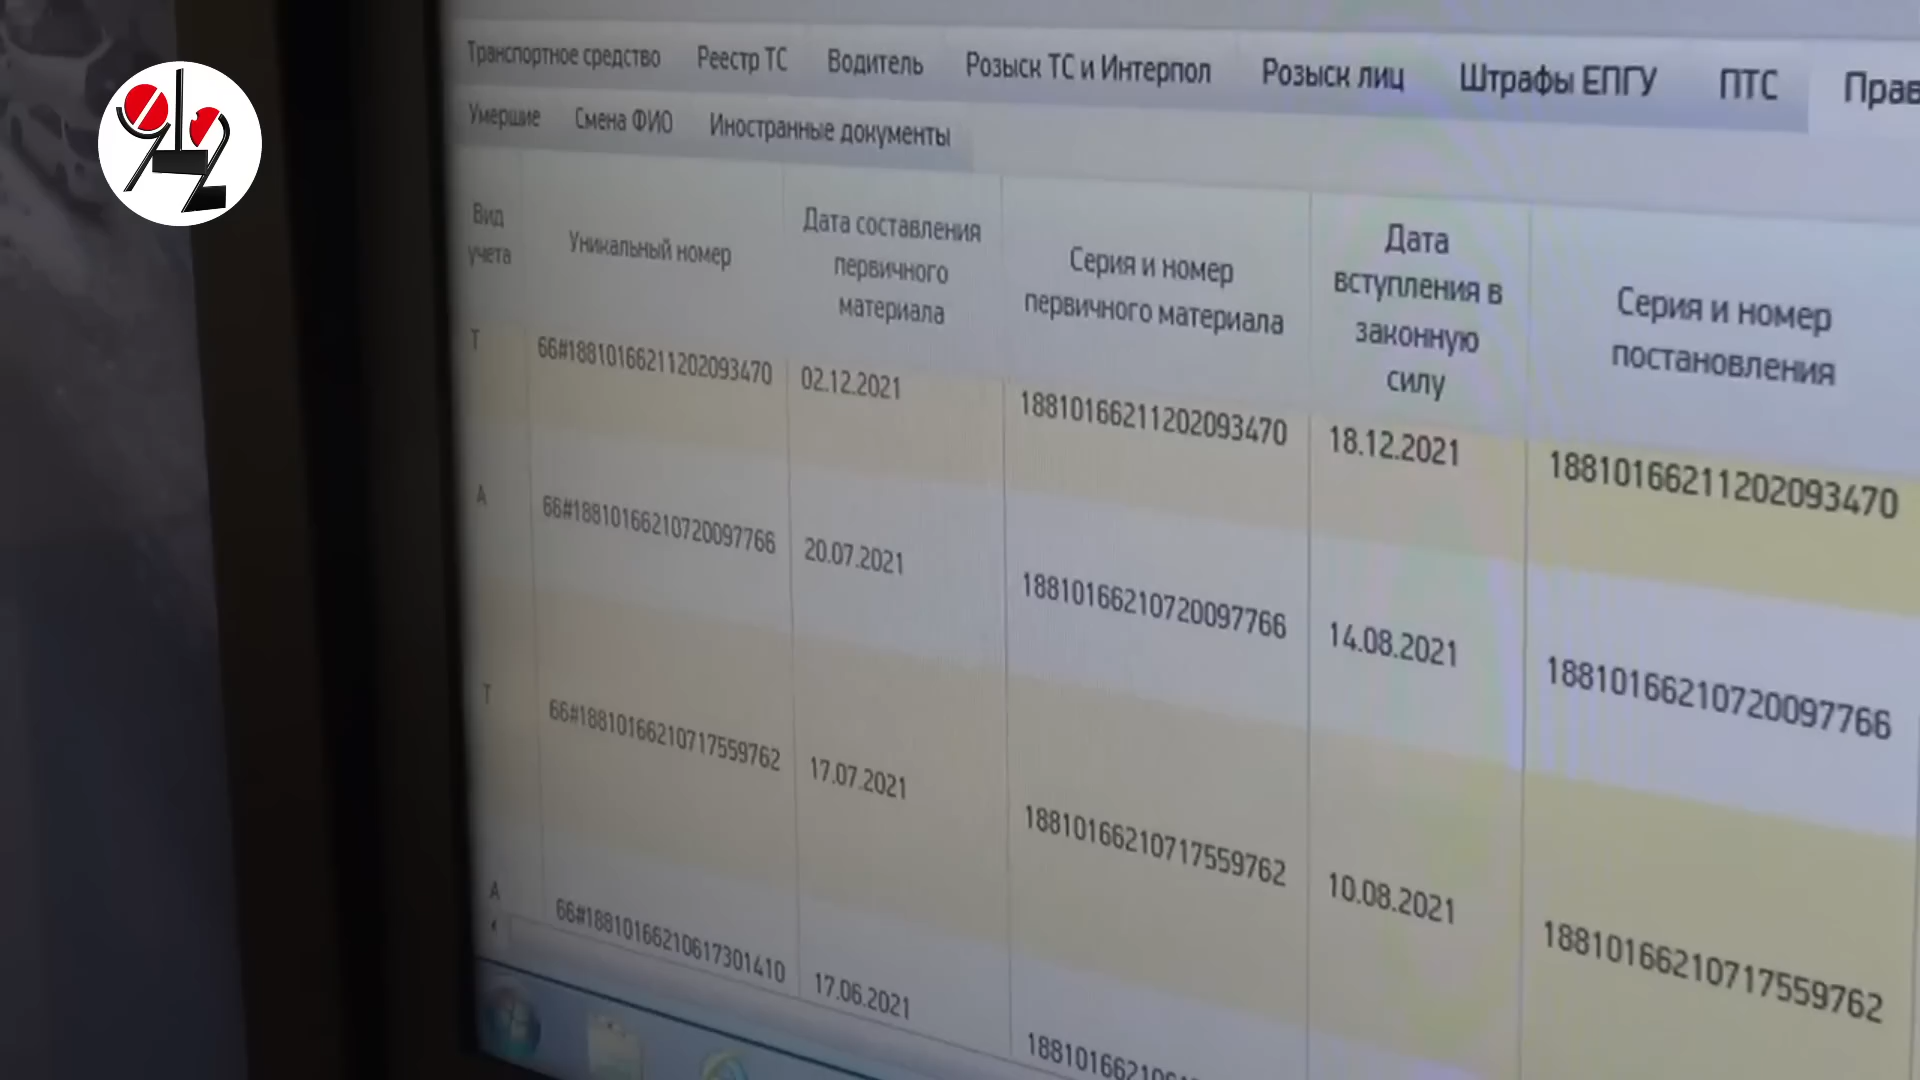 Транспортное средство Реестр ТС Водитель Розыск ТС и Интерпол Розыск лиц Штрафы ЕПГУ ПТС Прав
Умершие Смена ФИО Иностранные документы
Вид
учета
Уникальный номер
Дата составления
первичного
материала
Серия и номер
первичного материала
Дата
вступления в
законную
силу
Серия и номер
постановления
Т 66#18810166211202093470 02.12.2021 18810166211202093470 18.12.2021 18810166211202093470
А 66#18810166210720097766 20.07.2021 18810166210720097766 14.08.2021 18810166210720097766
Т 66#18810166210717559762 17.07.2021 18810166210717559762 10.08.2021 18810166210717559762
А 66#18810166210617301410 17.06.2021